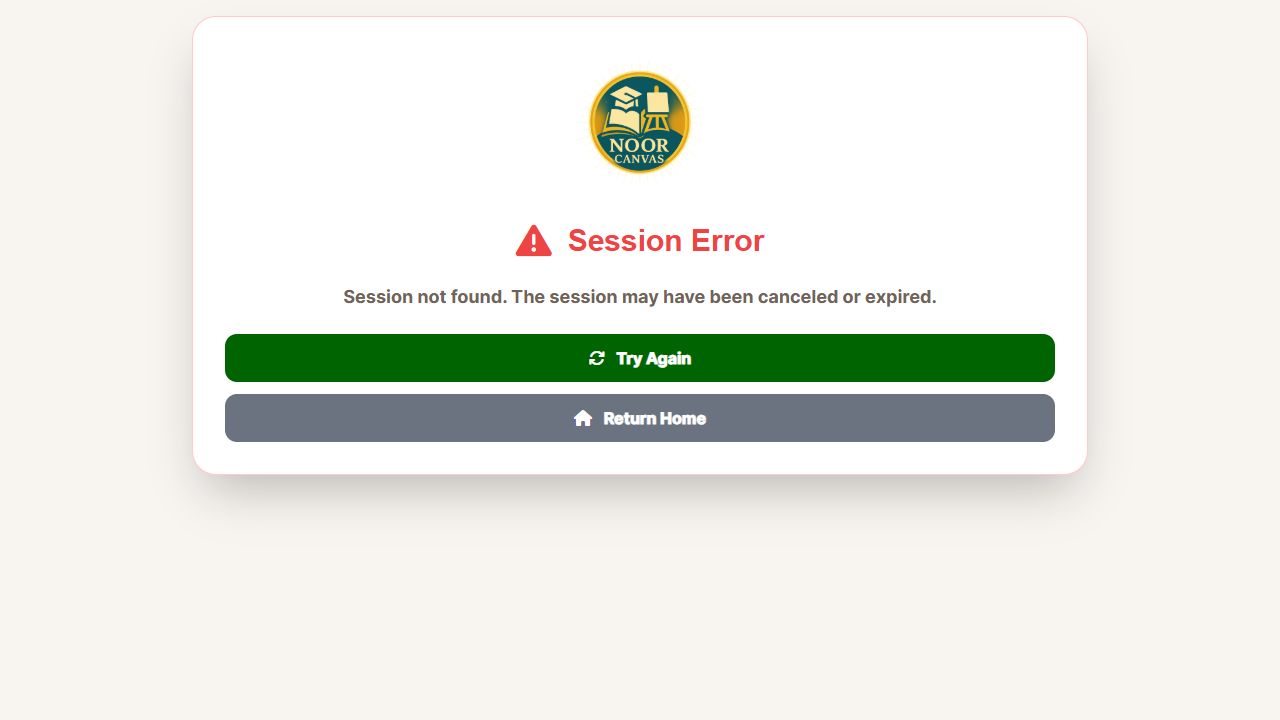 NOOR
CANVAS
Session Error
Session not found. The session may have been canceled or expired.
Try Again
Return Home